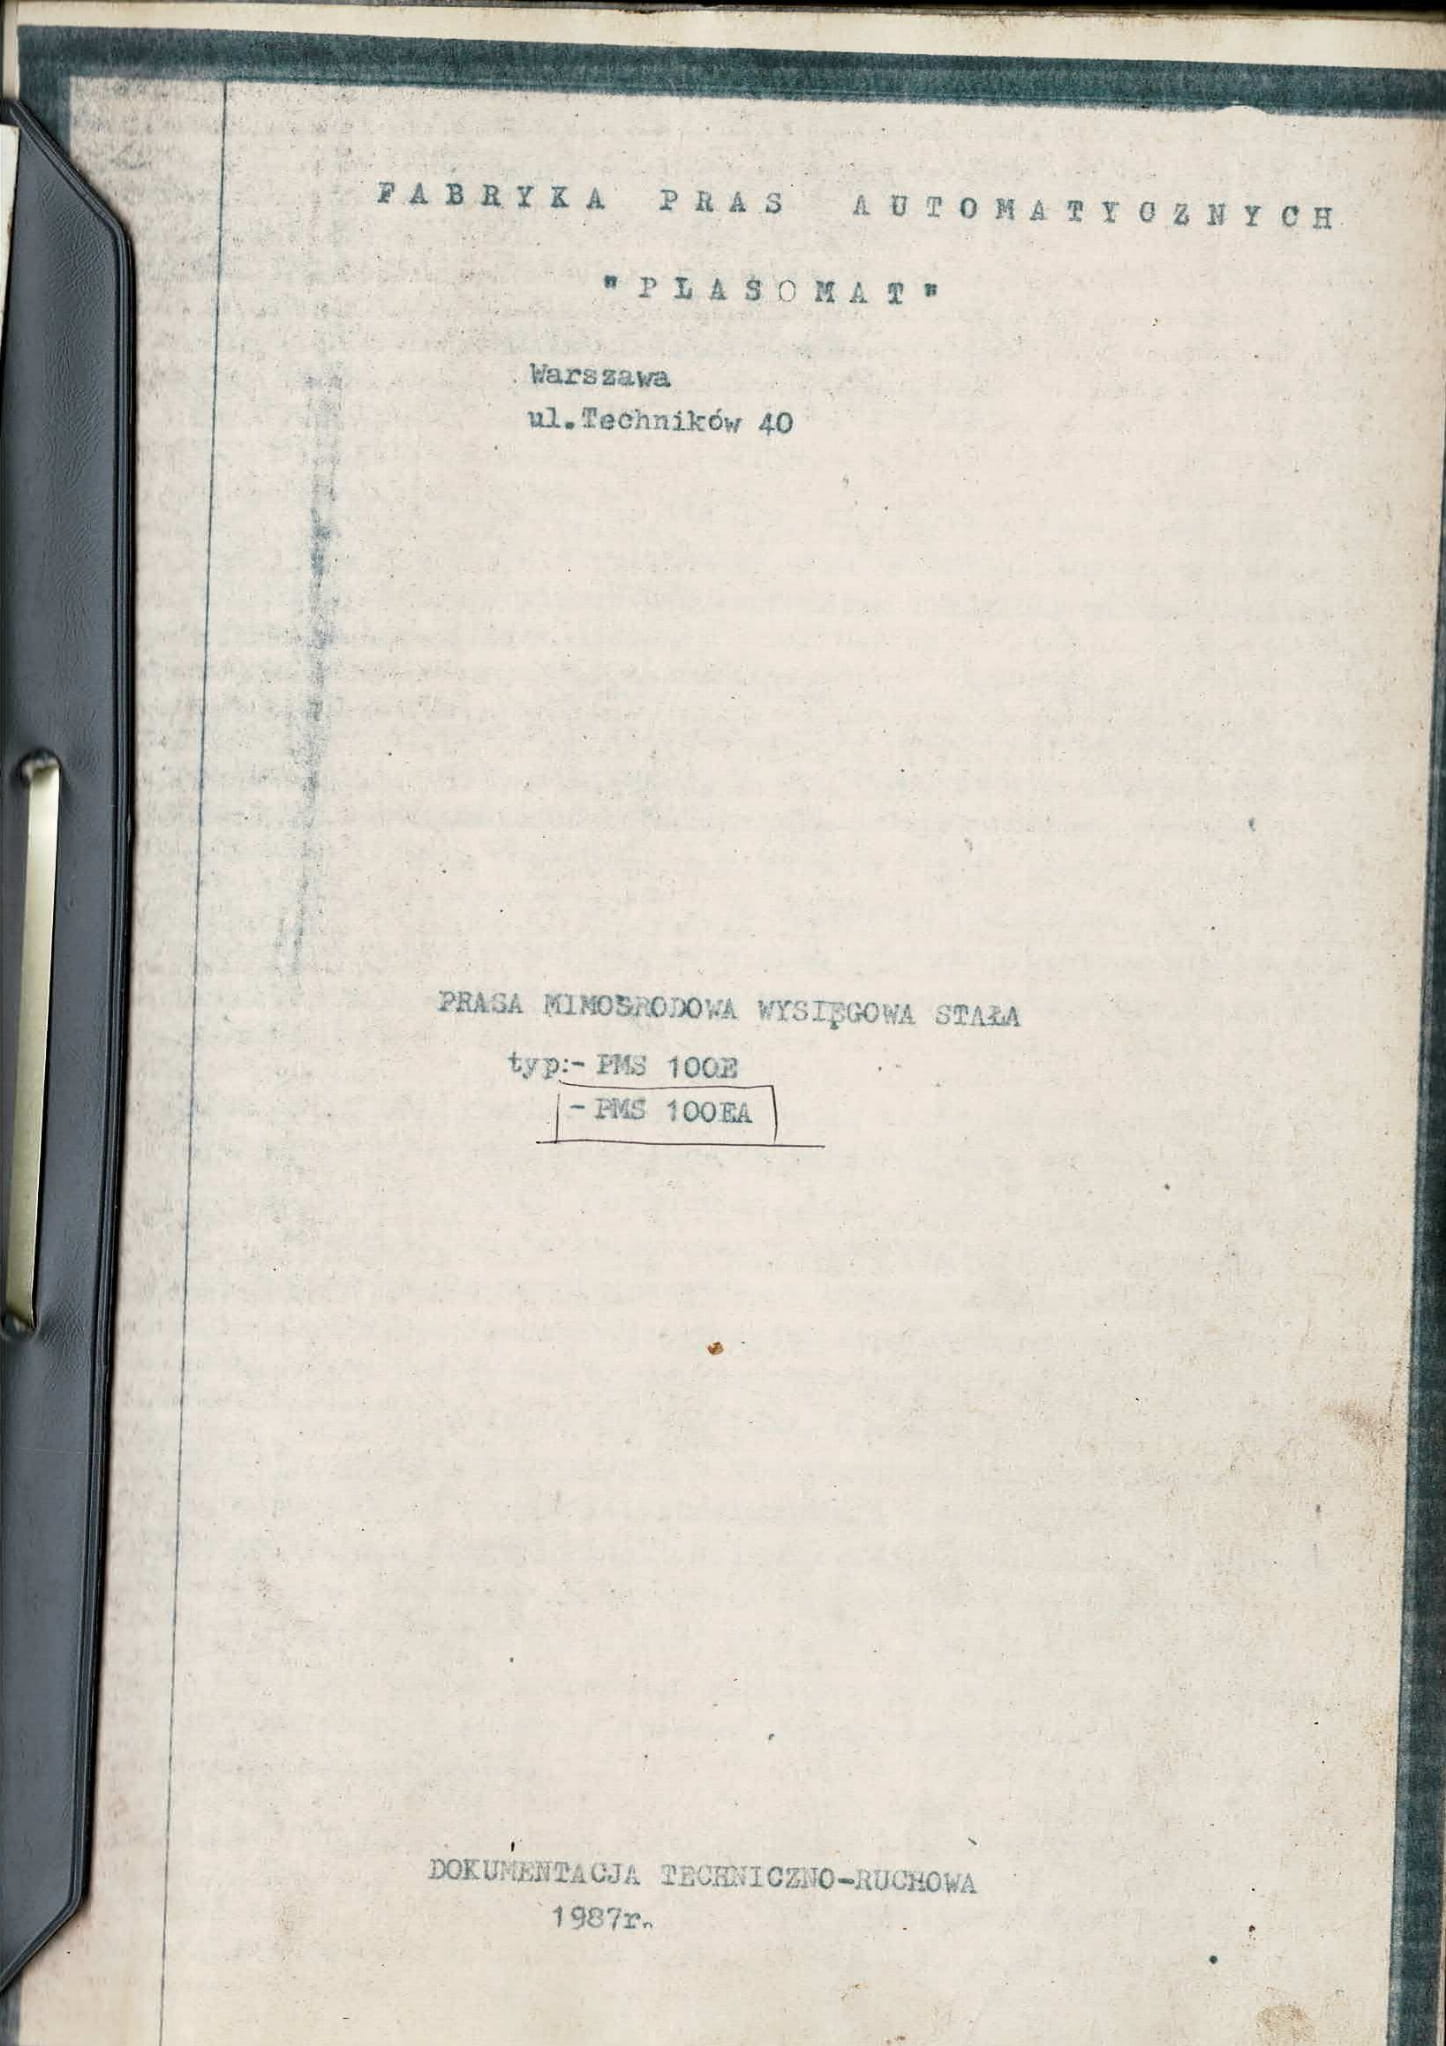 FABRYKA PRAS AUTOMATYCZNYCH
"PLASOMAT"
Warszawa
ul.Techników 40
PRASA MIMOSRODOWA WYSIĘGOWA STAŁA
typ:- PMS 100E
- PMS 100EA
DOKUMENTACJA TECHNICZNO-RUCHOWA
1987r.